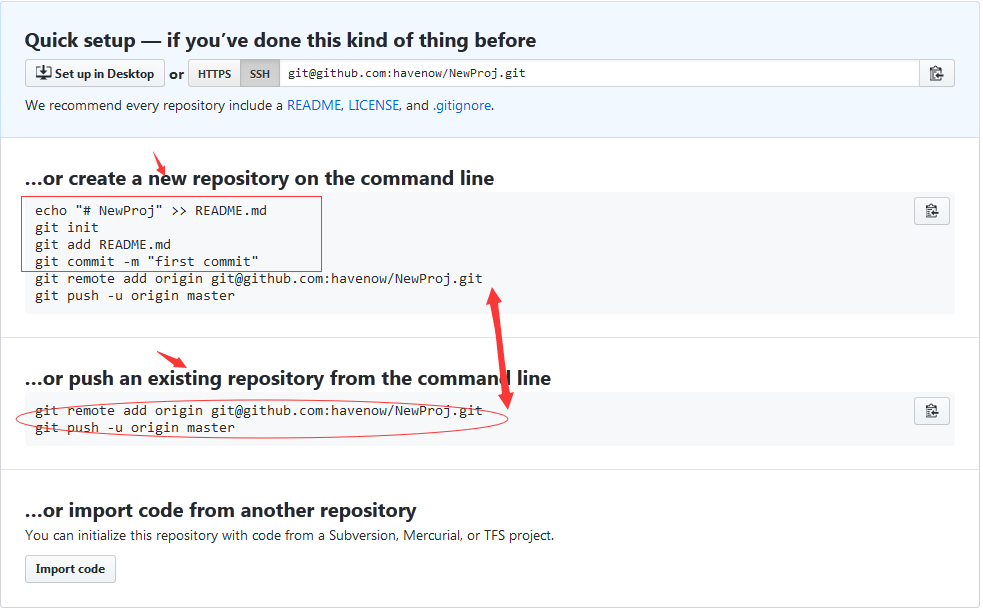 Quick setup — if you’ve done this kind of thing before
Set up in Desktop or HTTPS SSH git@github.com:havenow/NewProj.git
We recommend every repository include a README, LICENSE, and .gitignore.
…or create a new repository on the command line
echo "# NewProj" >> README.md
git init
git add README.md
git commit -m "first commit"
git remote add origin git@github.com:havenow/NewProj.git
git push -u origin master
…or push an existing repository from the command line
git remote add origin git@github.com:havenow/NewProj.git
git push -u origin master
…or import code from another repository
You can initialize this repository with code from a Subversion, Mercurial, or TFS project.
Import code